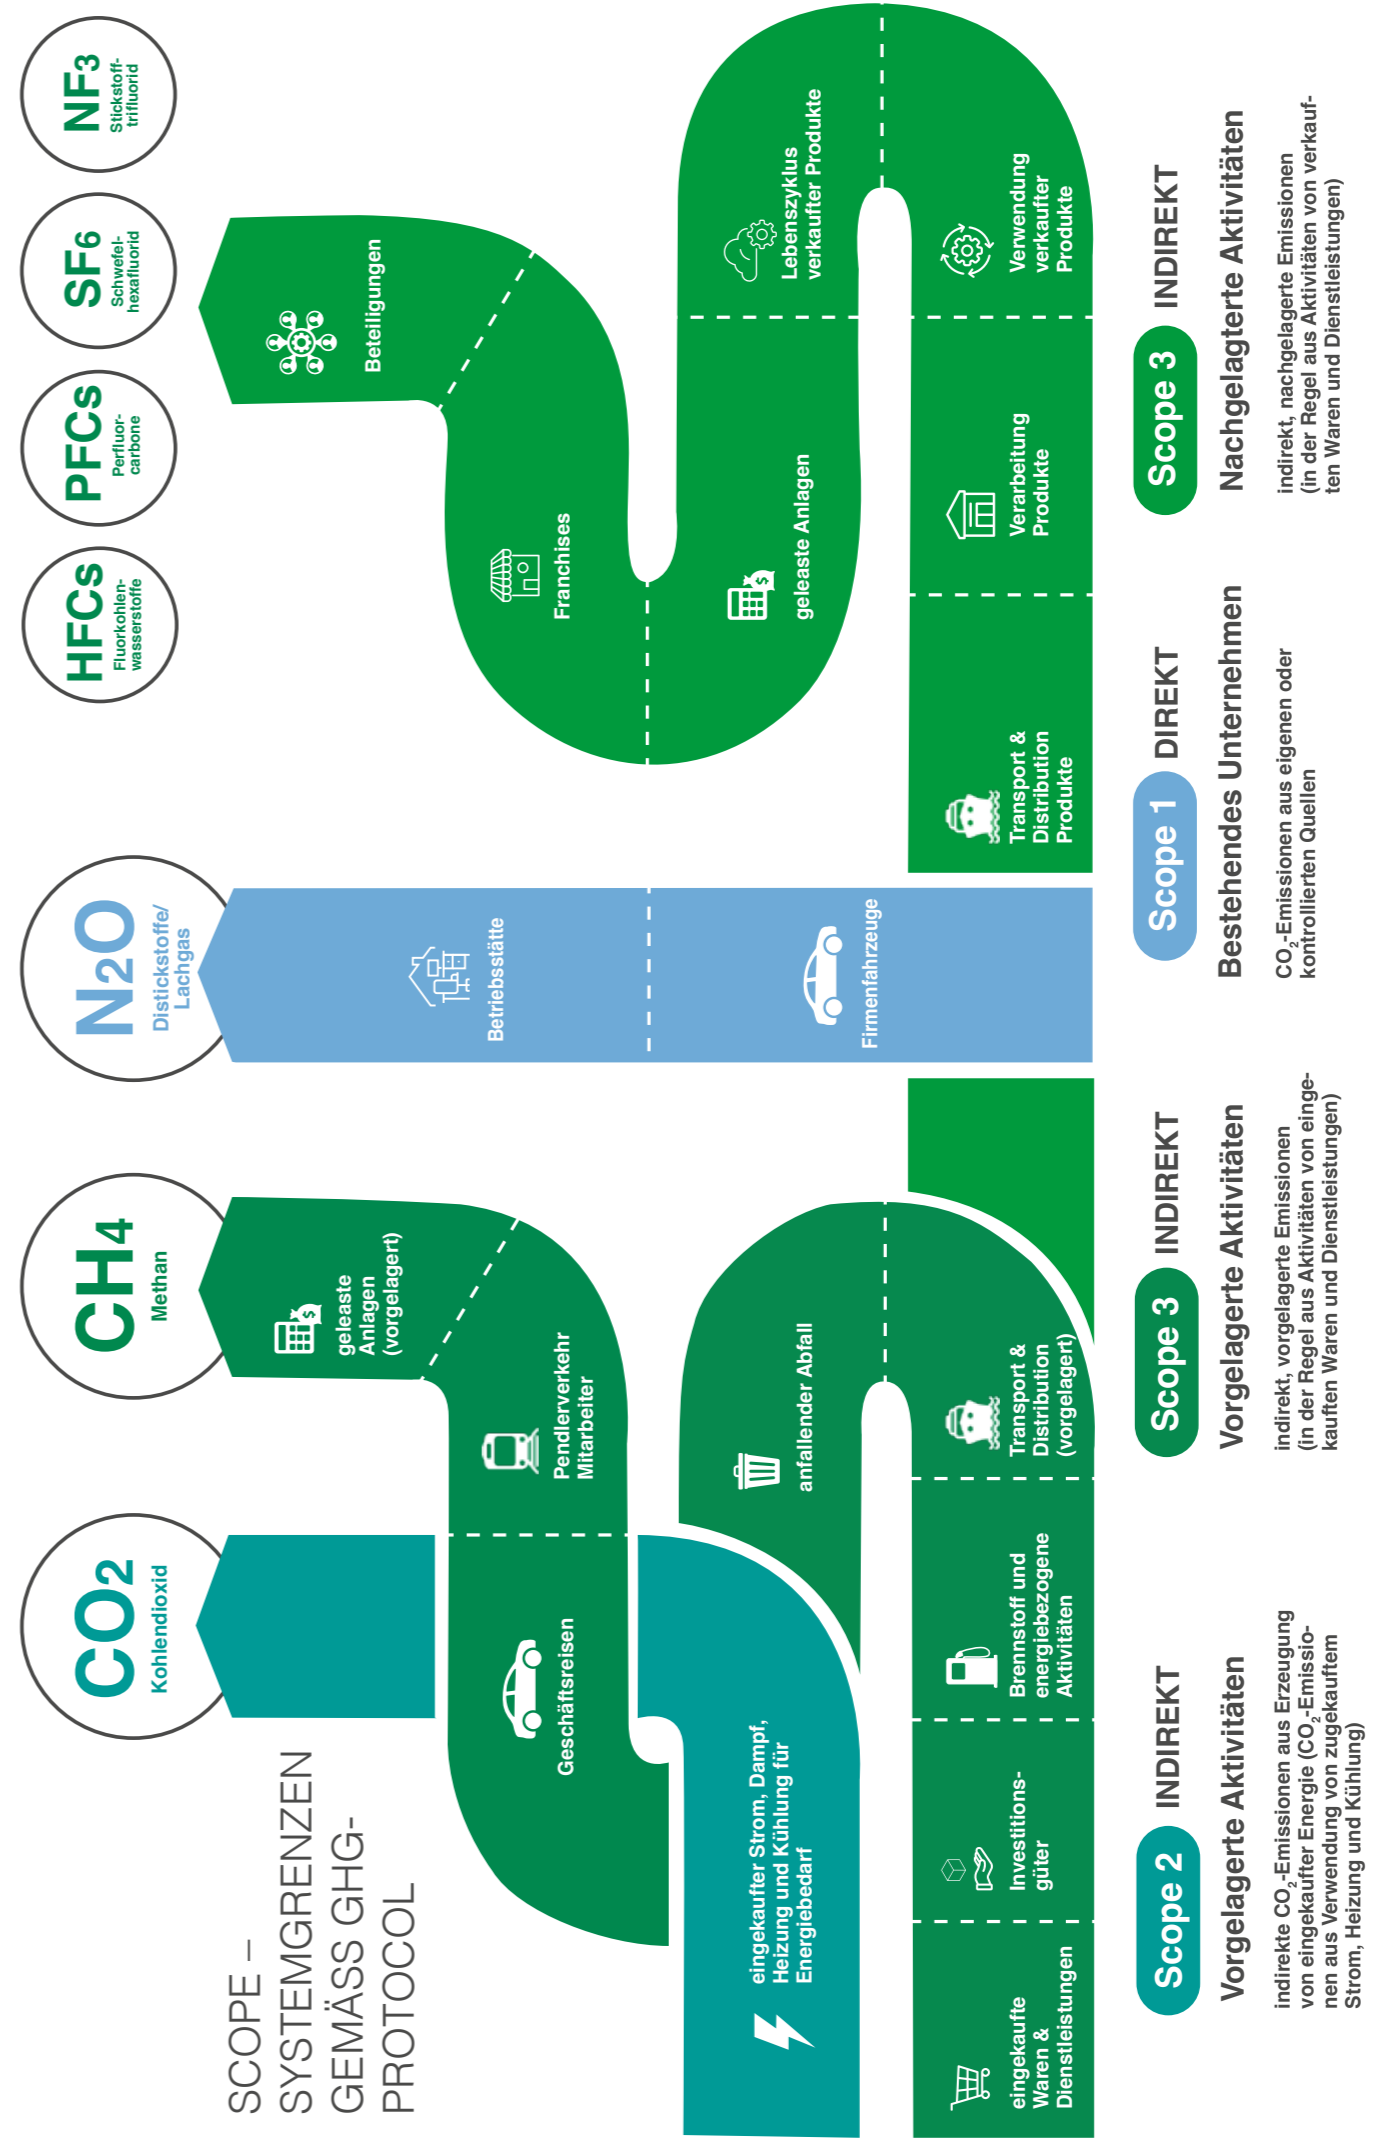 SCOPE –
SYSTEMGRENZEN
GEMÄSS GHG-
PROTOCOL
CO2
Kohlendioxid
CH4
Methan
N2O
Distickstoffe/
Lachgas
HFCs
Fluorkohlen-
wasserstoffe
PFCs
Perfluor-
carbone
SF6
Schwefel-
hexafluorid
NF3
Stickstoff-
trifluorid
geleaste
Anlagen
(vorgelagert)
Pendlerverkehr
Mitarbeiter
Geschäftsreisen
eingekaufter Strom, Dampf,
Heizung und Kühlung für
Energiebedarf
anfallender Abfall
eingekaufte
Waren &
Dienstleistungen
Investitions-
güter
Brennstoff und
energiebezogene
Aktivitäten
Transport &
Distribution
(vorgelagert)
Betriebsstätte
Firmenfahrzeuge
Beteiligungen
Franchises
geleaste Anlagen
Lebenszyklus
verkaufter Produkte
Transport &
Distribution
Produkte
Verarbeitung
Produkte
Verwendung
verkaufter
Produkte
Scope 2 INDIREKT
Vorgelagerte Aktivitäten
indirekte CO2-Emissionen aus Erzeugung
von eingekaufter Energie (CO2-Emissio-
nen aus Verwendung von zugekauftem
Strom, Heizung und Kühlung)
Scope 3 INDIREKT
Vorgelagerte Aktivitäten
indirekt, vorgelagerte Emissionen
(in der Regel aus Aktivitäten von einge-
kauften Waren und Dienstleistungen)
Scope 1 DIREKT
Bestehendes Unternehmen
CO2-Emissionen aus eigenen oder
kontrollierten Quellen
Scope 3 INDIREKT
Nachgelagterte Aktivitäten
indirekt, nachgelagerte Emissionen
(in der Regel aus Aktivitäten von verkauf-
ten Waren und Dienstleistungen)